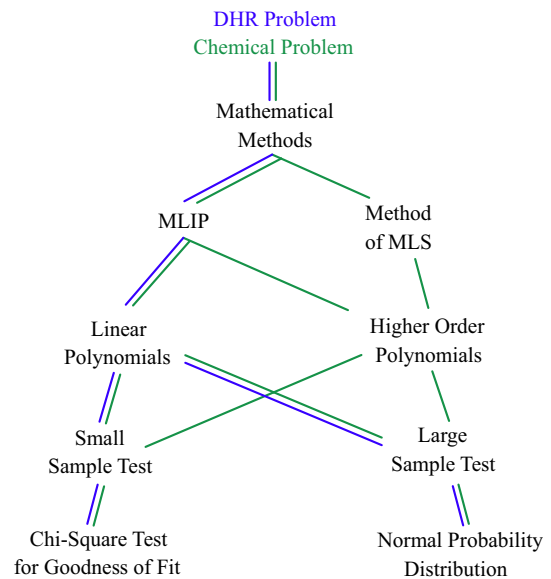 DHR Problem
Chemical Problem
Mathematical
Methods
MLIP
Method
of MLS
Linear
Polynomials
Higher Order
Polynomials
Small
Sample Test
Large
Sample Test
Chi-Square Test
for Goodness of Fit
Normal Probability
Distribution